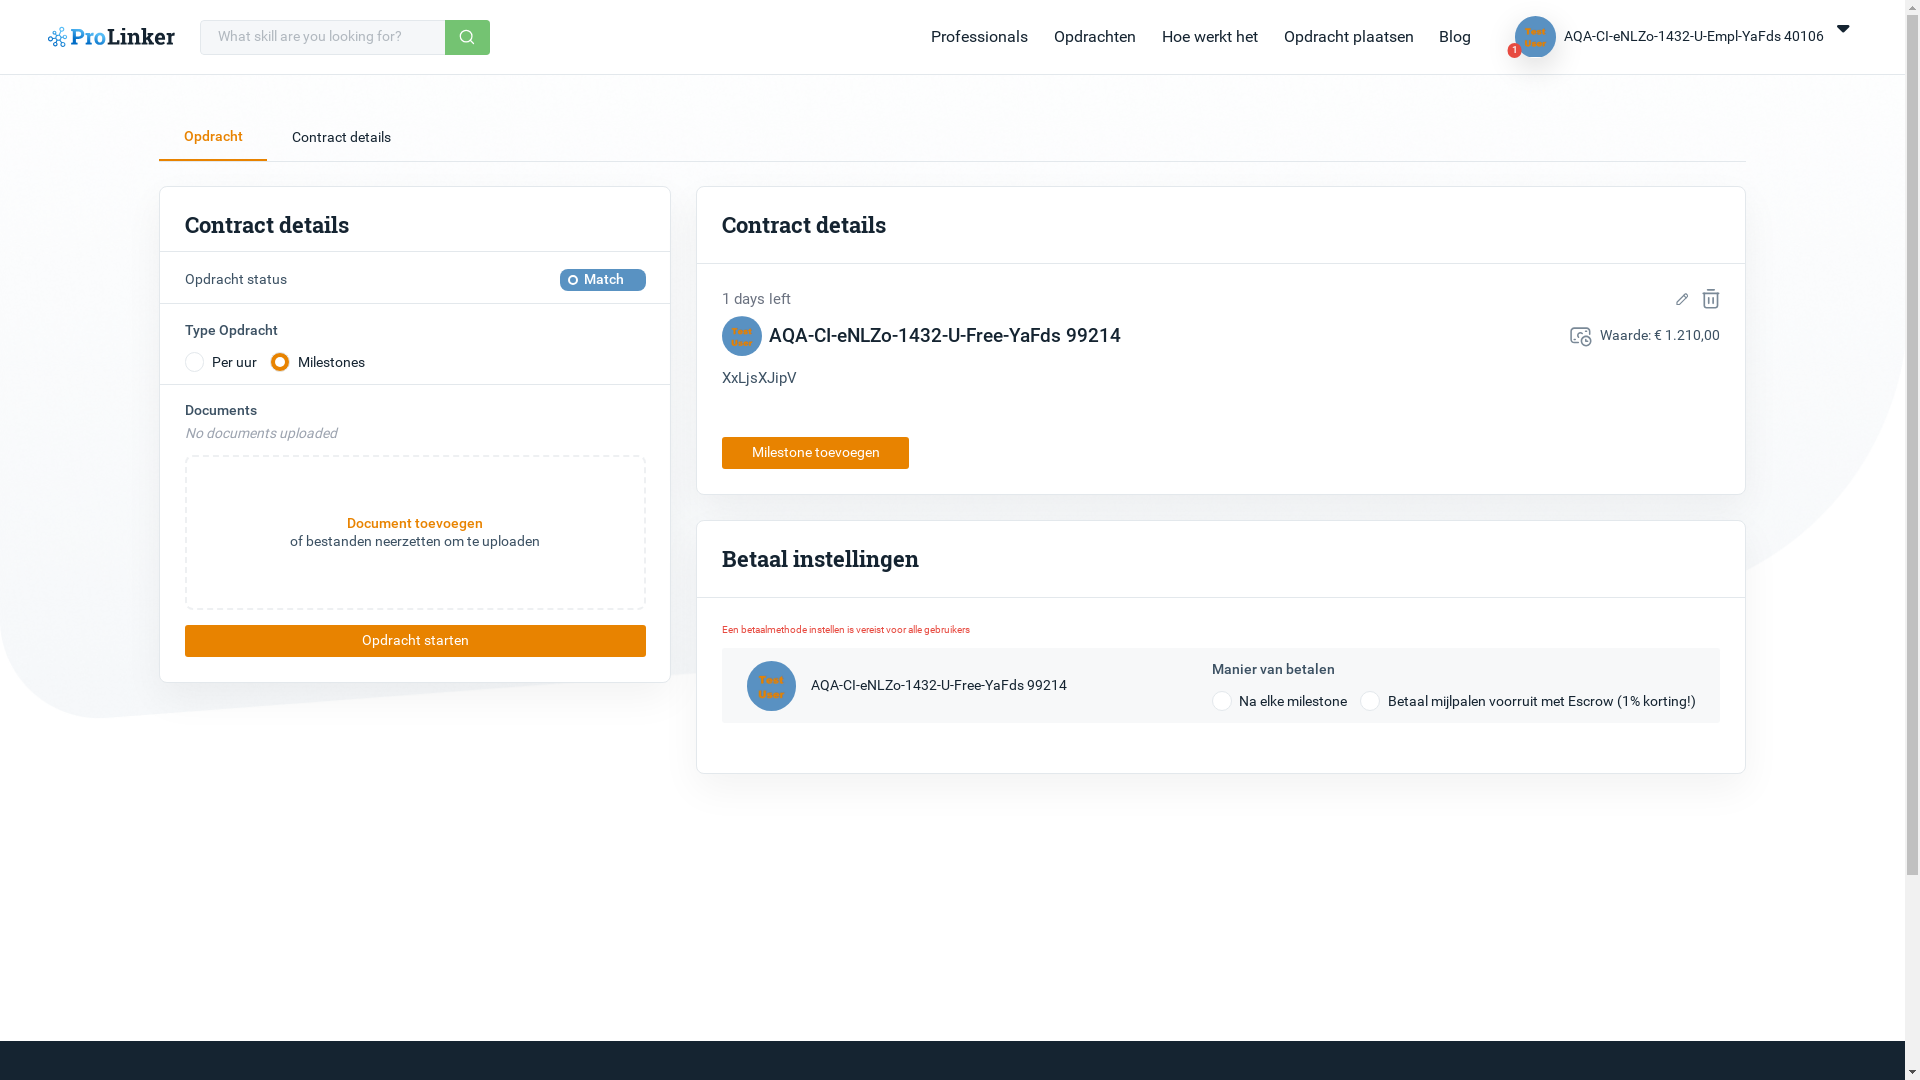 ProLinker
What skill are you looking for?
Professionals
Opdrachten
Hoe werkt het
Opdracht plaatsen
Blog
Test
User
1
AQA-CI-eNLZo-1432-U-Empl-YaFds 40106
Opdracht
Contract details
Contract details
Opdracht status
Match
Type Opdracht
Per uur
Milestones
Documents
No documents uploaded
Document toevoegen
of bestanden neerzetten om te uploaden
Opdracht starten
Contract details
1 days left
Test
User
AQA-CI-eNLZo-1432-U-Free-YaFds 99214
Waarde: € 1.210,00
XxLjsXJipV
Milestone toevoegen
Betaal instellingen
Een betaalmethode instellen is vereist voor alle gebruikers
Test
User
AQA-CI-eNLZo-1432-U-Free-YaFds 99214
Manier van betalen
Na elke milestone
Betaal mijlpalen voorruit met Escrow (1% korting!)